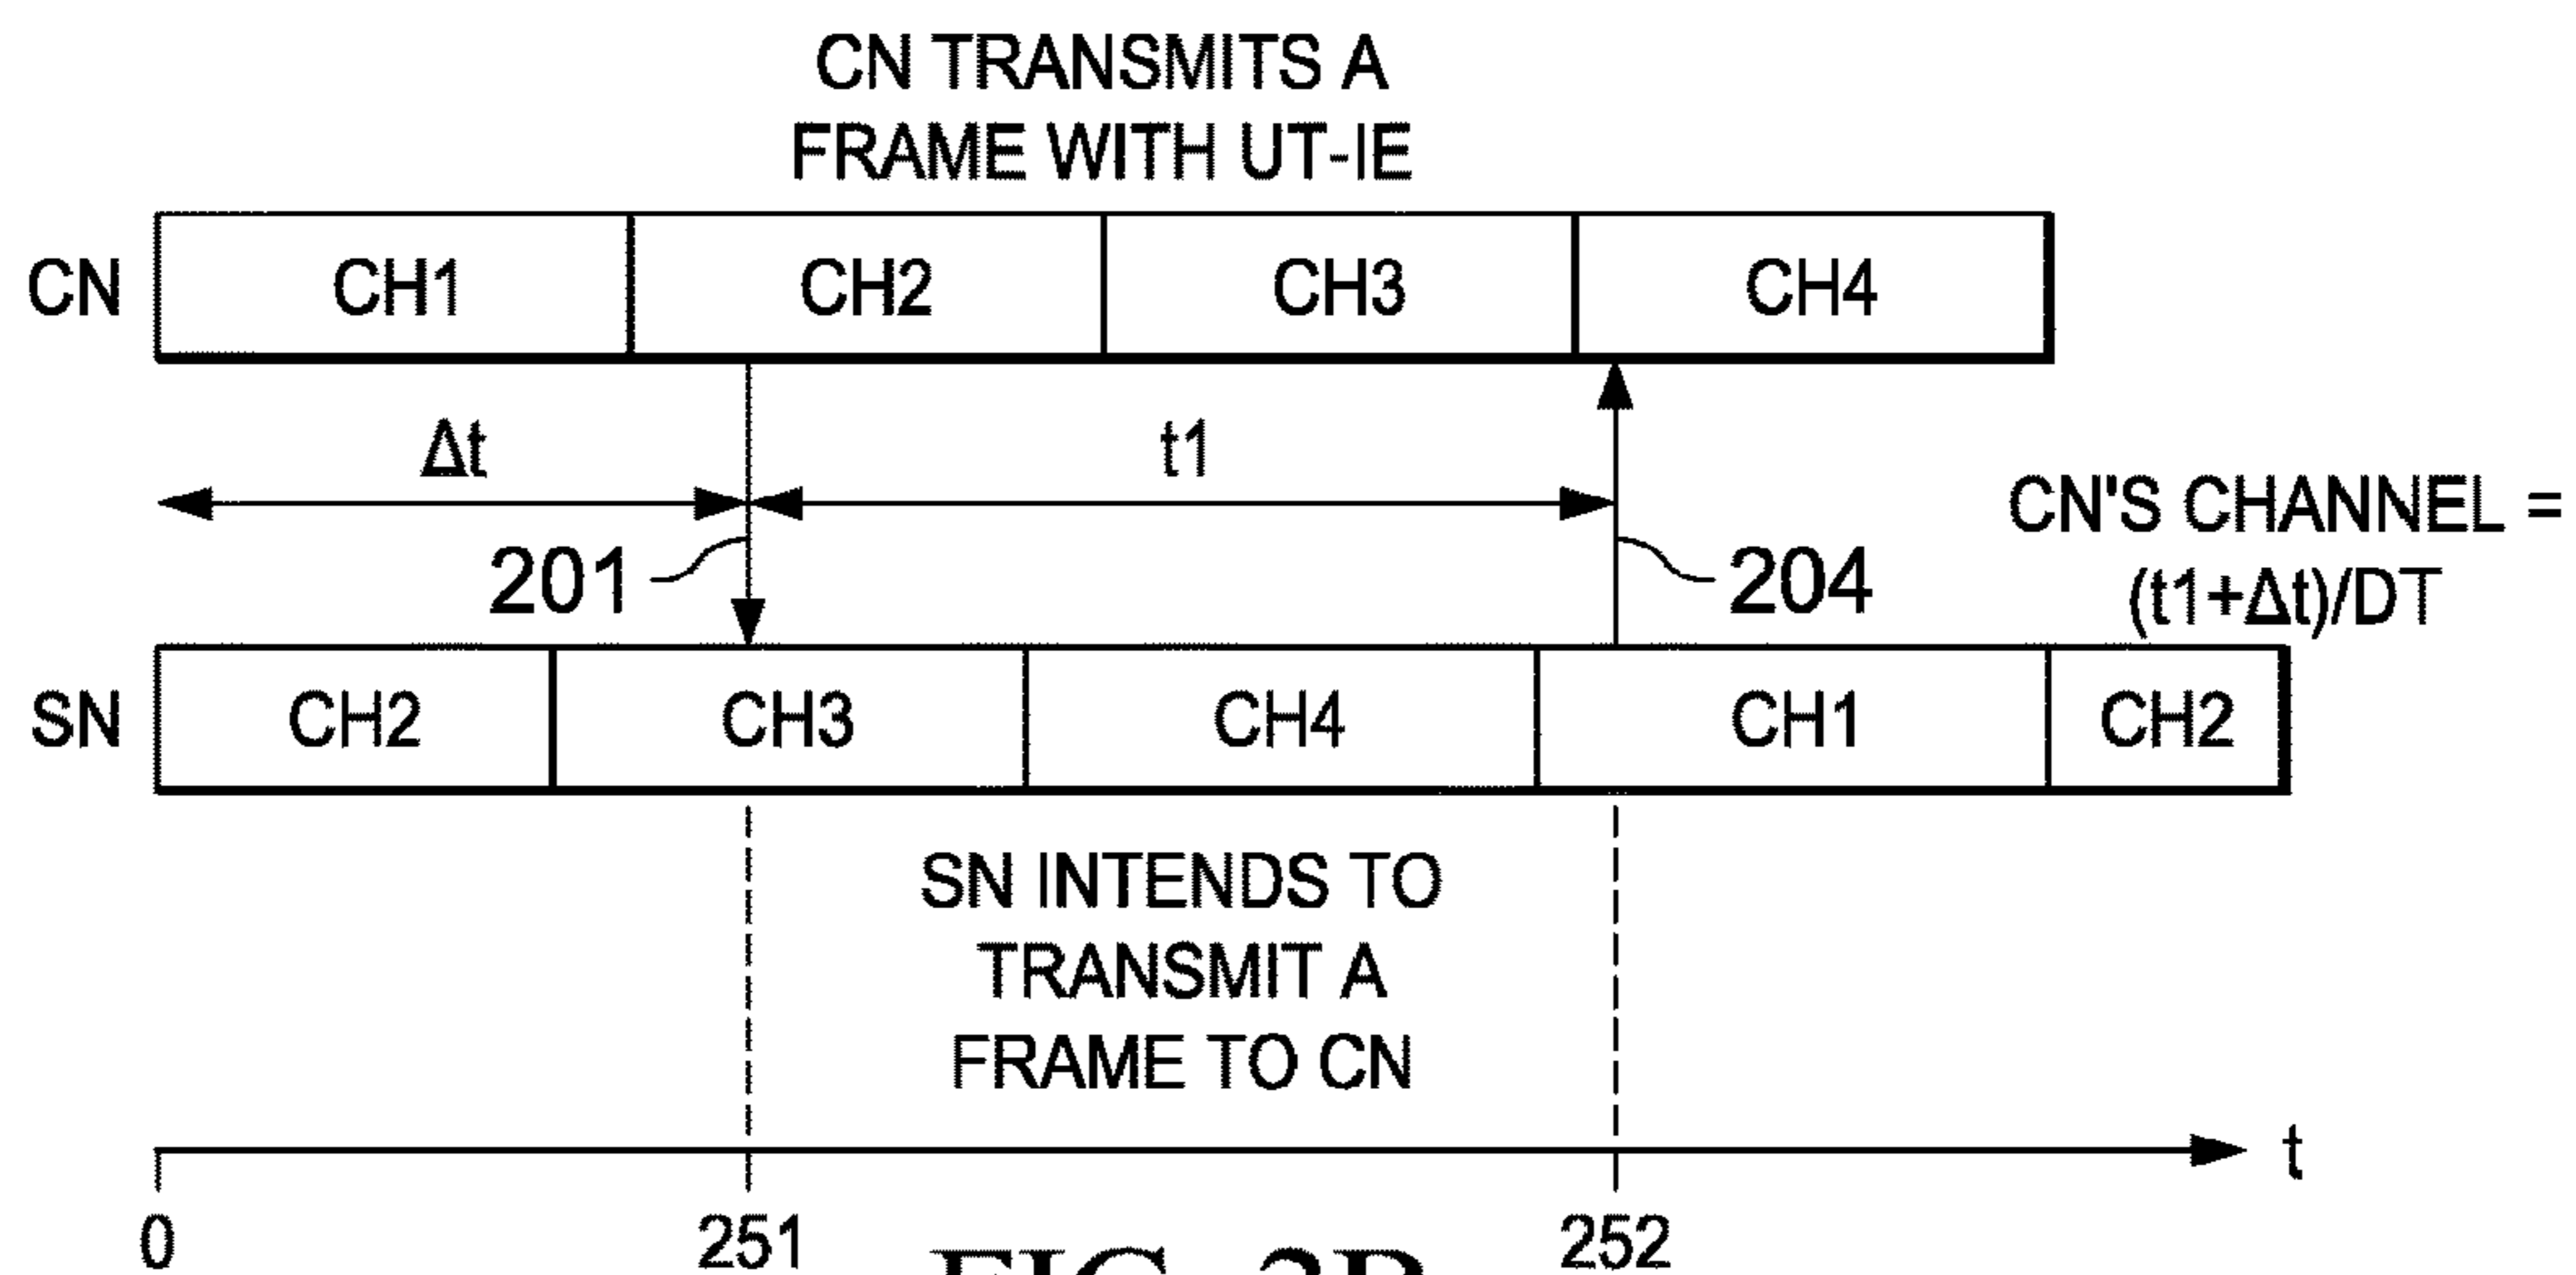 CN TRANSMITS A
FRAME WITH UT-IE
CN CH1 CH2 CH3 CH4
Δt t1
CN'S CHANNEL =
(t1+Δt)/DT
201 204
SN CH2 CH3 CH4 CH1 CH2
SN INTENDS TO
TRANSMIT A
FRAME TO CN
t
0 251 252